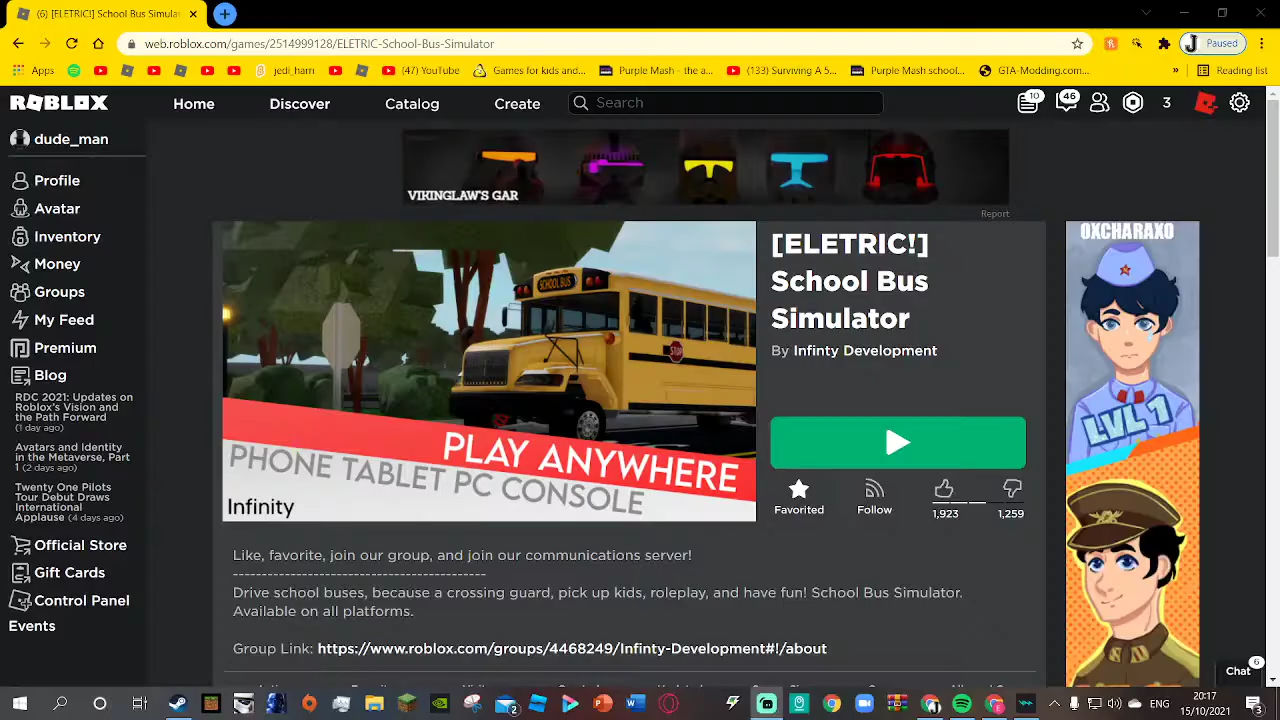 (6) [ELETRIC!] School Bus Simulat
web.roblox.com/games/2514999128/ELETRIC-School-Bus-Simulator
Paused
Apps
jedi_harri
(47) YouTube
Games for kids and...
Purple Mash - the a...
(133) Surviving A 5...
Purple Mash school...
GTA-Modding.com...
»
Reading list
ROBLOX
Home
Discover
Catalog
Create
Search
10
46
3
dude_man
Profile
Avatar
Inventory
Money
Groups
My Feed
Premium
Blog
RDC 2021: Updates on
Roblox's Vision and
the Path Forward
(1 day ago)
Avatars and Identity
in the Metaverse, Part
1 (2 days ago)
Twenty One Pilots
Tour Debut Draws
International
Applause (4 days ago)
Official Store
Gift Cards
Control Panel
Events
VIKINGLAW'S GAR
Report
SCHOOL BUS
STOP
PLAY ANYWHERE
PHONE TABLET PC CONSOLE
Infinity
[ELETRIC!]
School Bus
Simulator
By Infinty Development
Favorited
Follow
1,923
1,259
Like, favorite, join our group, and join our communications server!
-------------------------------------------
Drive school buses, because a crossing guard, pick up kids, roleplay, and have fun! School Bus Simulator.
Available on all platforms.
Group Link: https://www.roblox.com/groups/4468249/Infinty-Development#!/about
OXCHARAXO
LVL 1
Chat
6
2
20:17
15/10/2021
3